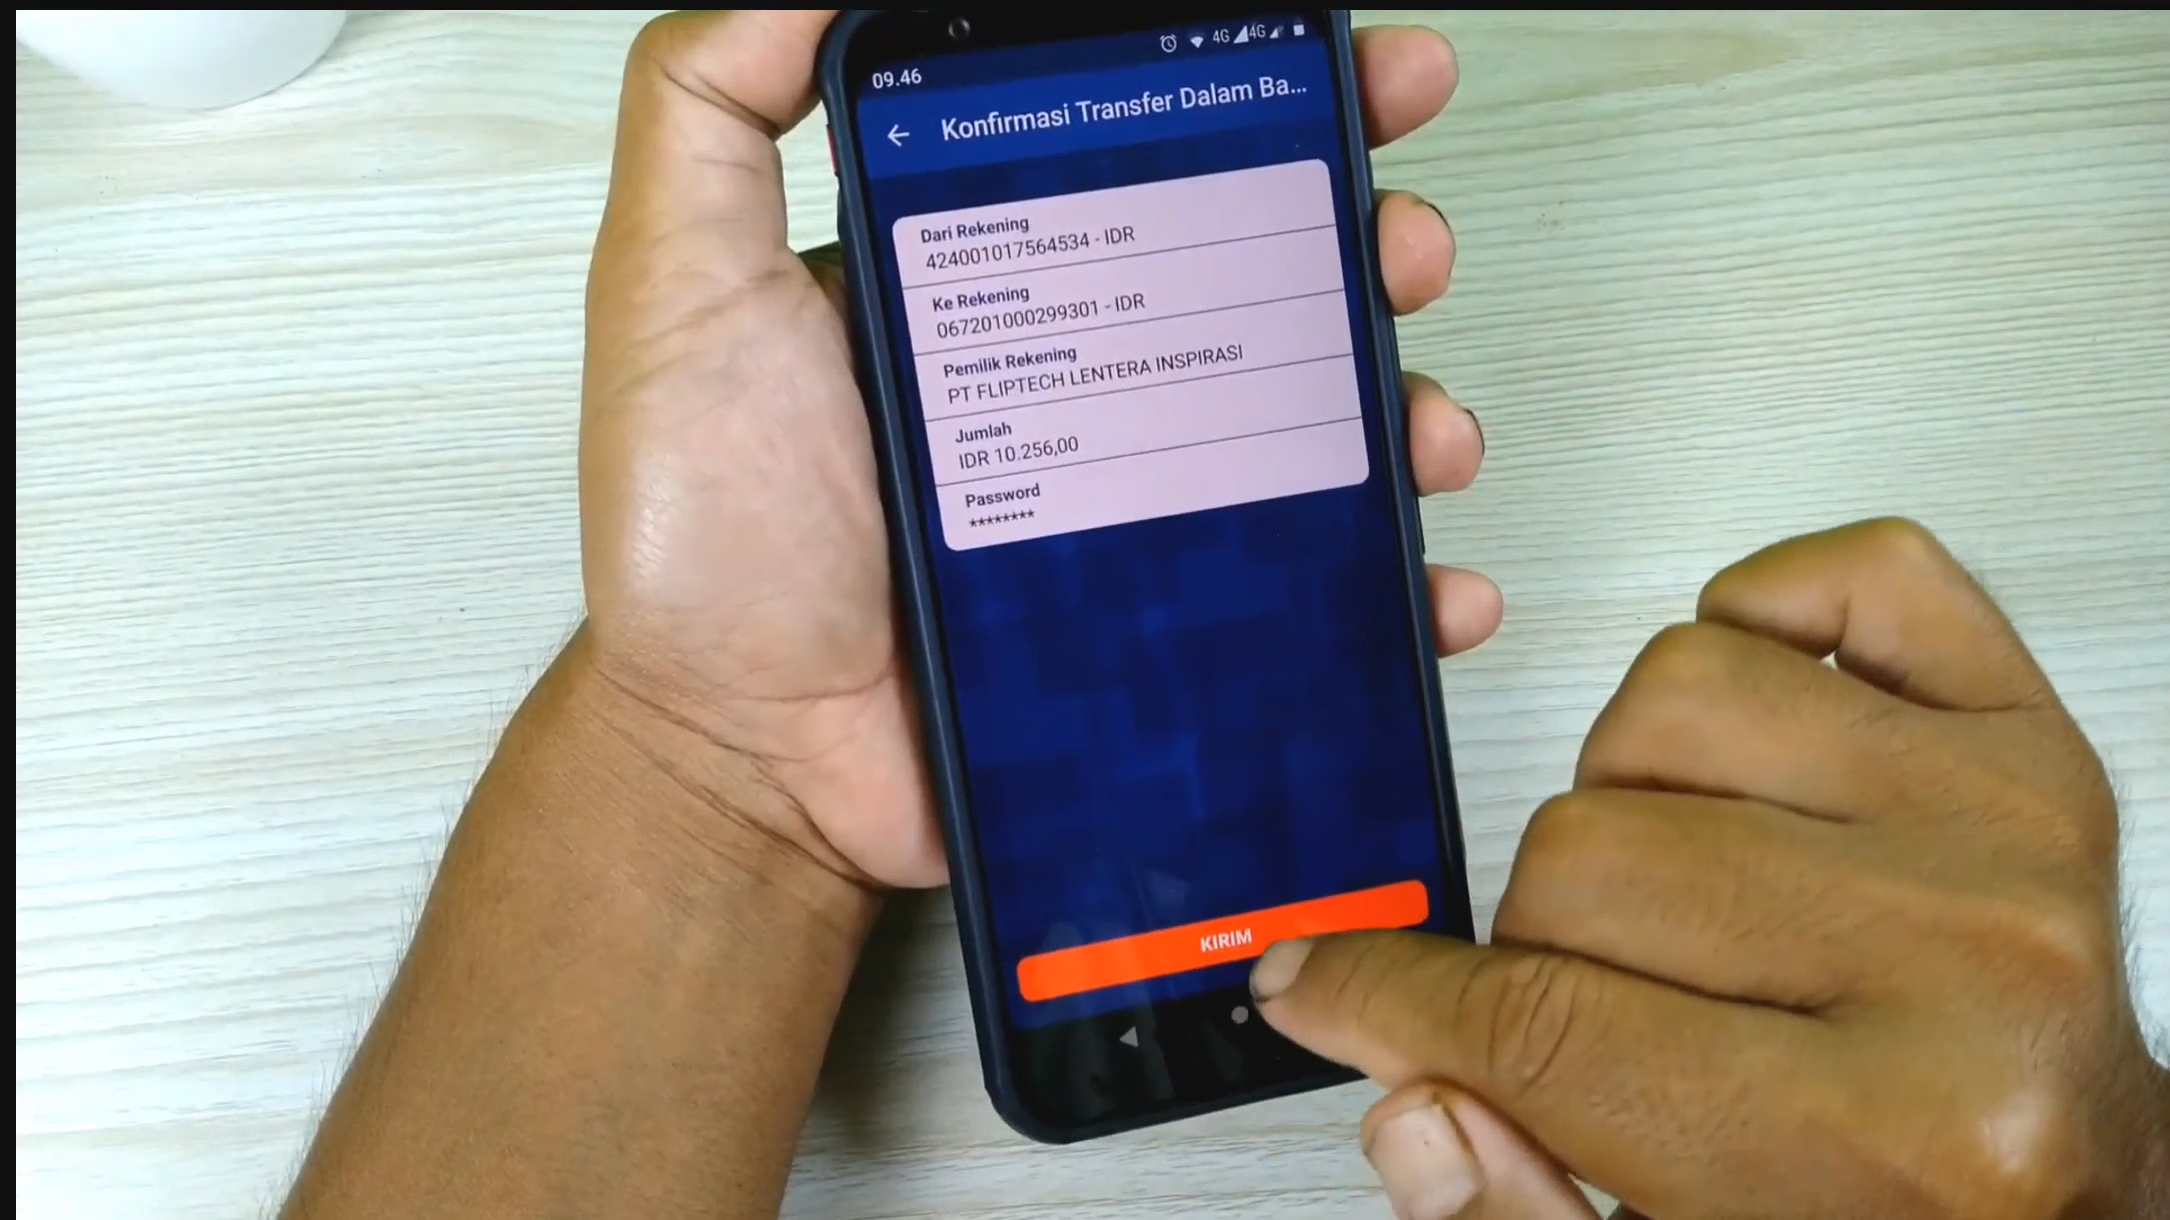 09.46
4G 4G
Konfirmasi Transfer Dalam Ba...
Dari Rekening
424001017564534 - IDR
Ke Rekening
067201000299301 - IDR
Pemilik Rekening
PT FLIPTECH LENTERA INSPIRASI
Jumlah
IDR 10.256,00
Password
********
KIRIM